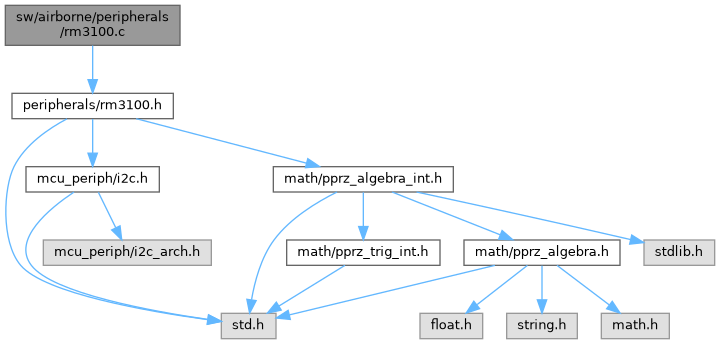 sw/airborne/peripherals
/rm3100.c
peripherals/rm3100.h
mcu_periph/i2c.h
math/pprz_algebra_int.h
mcu_periph/i2c_arch.h
math/pprz_trig_int.h
math/pprz_algebra.h
stdlib.h
std.h
float.h
string.h
math.h